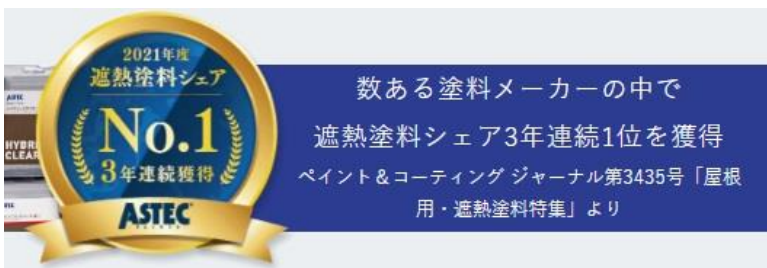 2021年度
遮熱塗料シェア
No.1
3年連続獲得
ASTEC
HYBRI
CLEAR
数ある塗料メーカーの中で
遮熱塗料シェア3年連続1位を獲得
ペイント＆コーティング ジャーナル第3435号「屋根
用・遮熱塗料特集」より